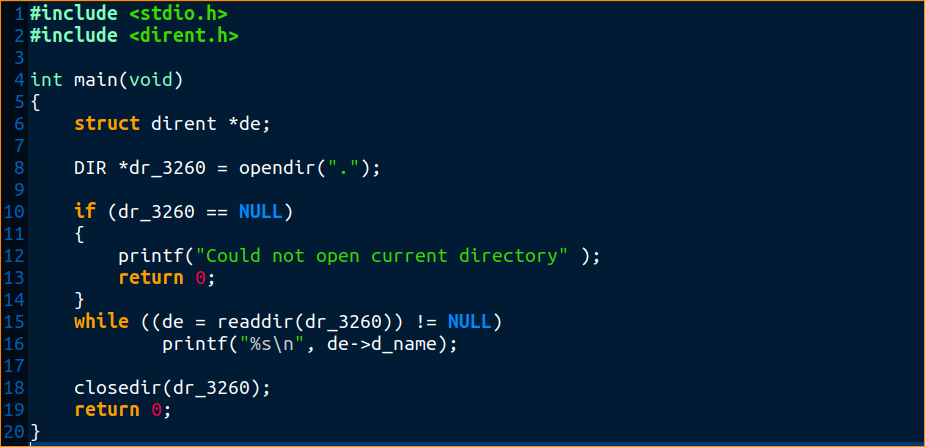 1 #include <stdio.h>
2 #include <dirent.h>
3
4 int main(void)
5 {
6     struct dirent *de;
7
8     DIR *dr_3260 = opendir(".");
9
10     if (dr_3260 == NULL)
11     {
12         printf("Could not open current directory" );
13         return 0;
14     }
15     while ((de = readdir(dr_3260)) != NULL)
16             printf("%s\n", de->d_name);
17
18     closedir(dr_3260);
19     return 0;
20 }